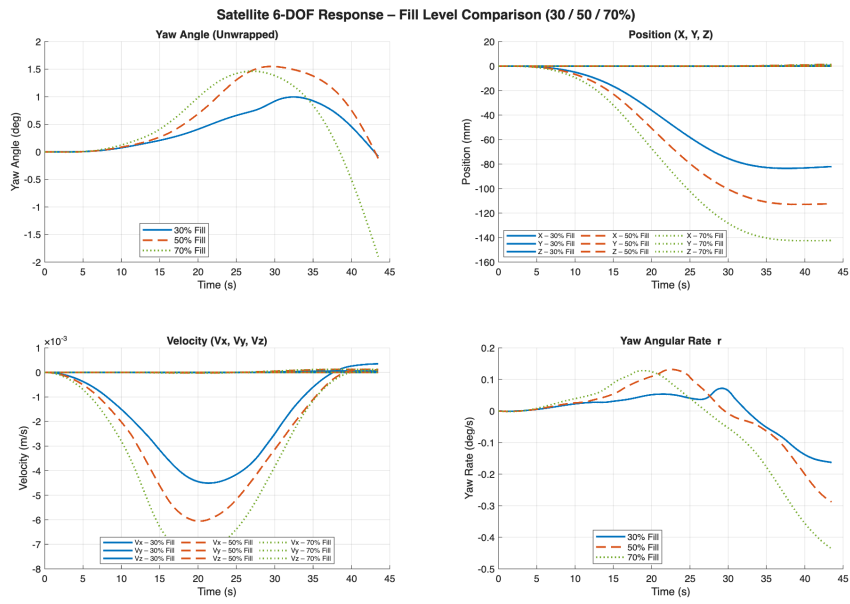 Satellite 6-DOF Response – Fill Level Comparison (30 / 50 / 70%)
Yaw Angle (Unwrapped)
Yaw Angle (deg)
2
1.5
1
0.5
0
-0.5
-1
-1.5
-2
30% Fill
50% Fill
70% Fill
0 5 10 15 20 25 30 35 40 45
Time (s)
Position (X, Y, Z)
Position (mm)
20
0
-20
-40
-60
-80
-100
-120
-140
-160
X – 30% Fill X – 50% Fill X – 70% Fill
Y – 30% Fill Y – 50% Fill Y – 70% Fill
Z – 30% Fill Z – 50% Fill Z – 70% Fill
0 5 10 15 20 25 30 35 40 45
Time (s)
Velocity (Vx, Vy, Vz)
×10-3
Velocity (m/s)
1
0
-1
-2
-3
-4
-5
-6
-7
-8
Vx – 30% Fill Vx – 50% Fill Vx – 70% Fill
Vy – 30% Fill Vy – 50% Fill Vy – 70% Fill
Vz – 30% Fill Vz – 50% Fill Vz – 70% Fill
0 5 10 15 20 25 30 35 40 45
Time (s)
Yaw Angular Rate r
Yaw Rate (deg/s)
0.2
0.1
0
-0.1
-0.2
-0.3
-0.4
-0.5
30% Fill
50% Fill
70% Fill
0 5 10 15 20 25 30 35 40 45
Time (s)